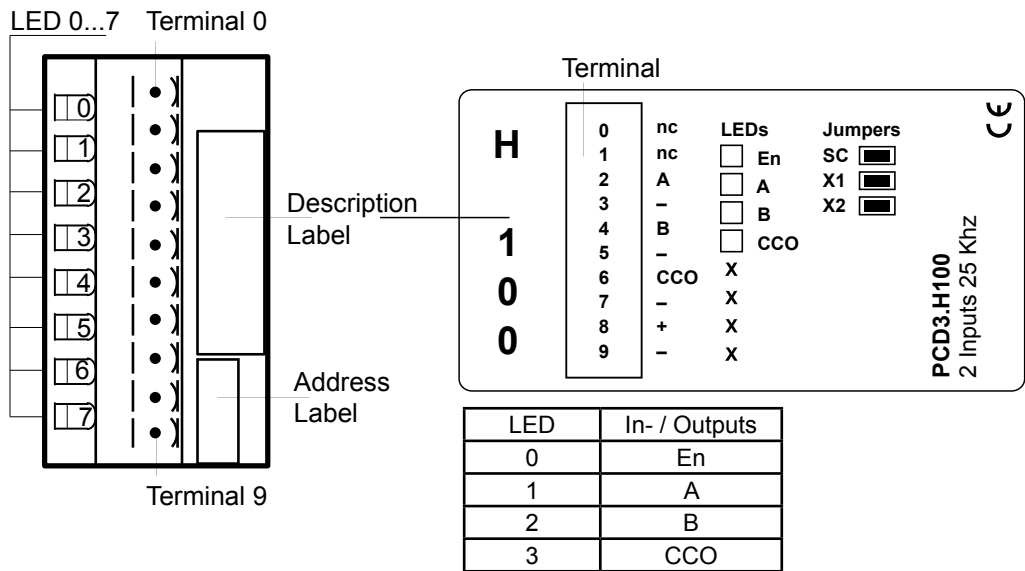 LED 0...7 Terminal 0
0
1
2
3
4
5
6
7
Description
Label
Address
Label
Terminal 9
Terminal
H
1
0
0
0 nc
1 nc
2 A
3 –
4 B
5 –
6 CCO
7 –
8 +
9 –
LEDs
En
A
B
CCO
X
X
X
X
Jumpers
SC
X1
X2
CE
PCD3.H100
2 Inputs 25 Khz
LED In- / Outputs
0 En
1 A
2 B
3 CCO